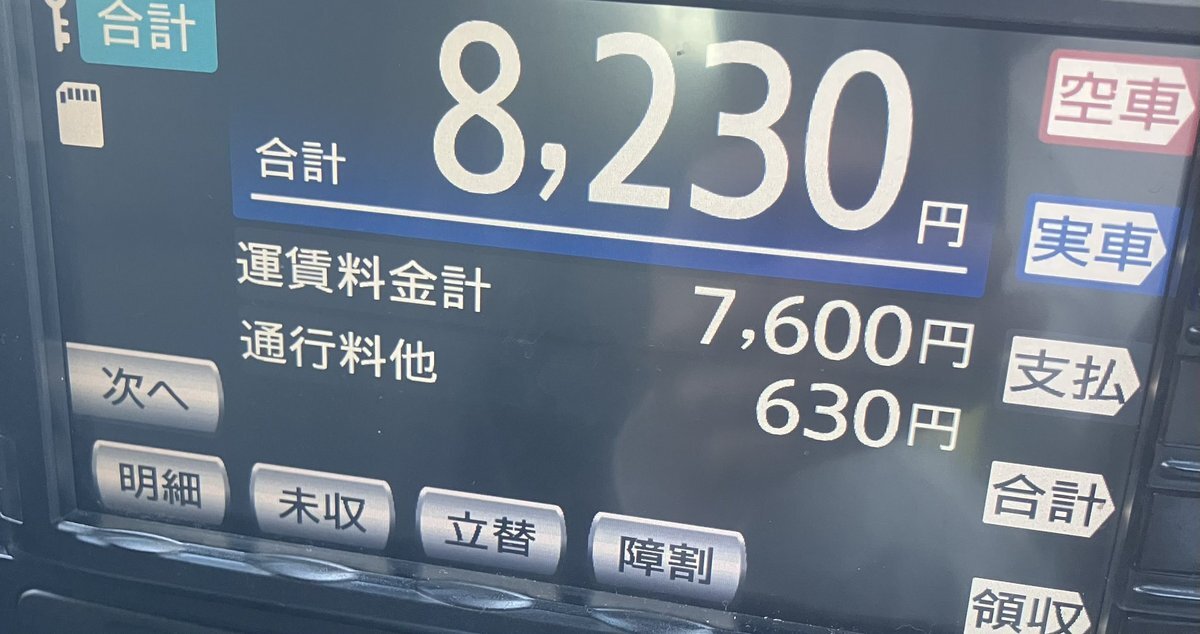 合計
8,230円
合計
運賃料金計 7,600円
通行料他 630円
次へ
明細 未収 立替 障割
空車
実車
支払
合計
領収